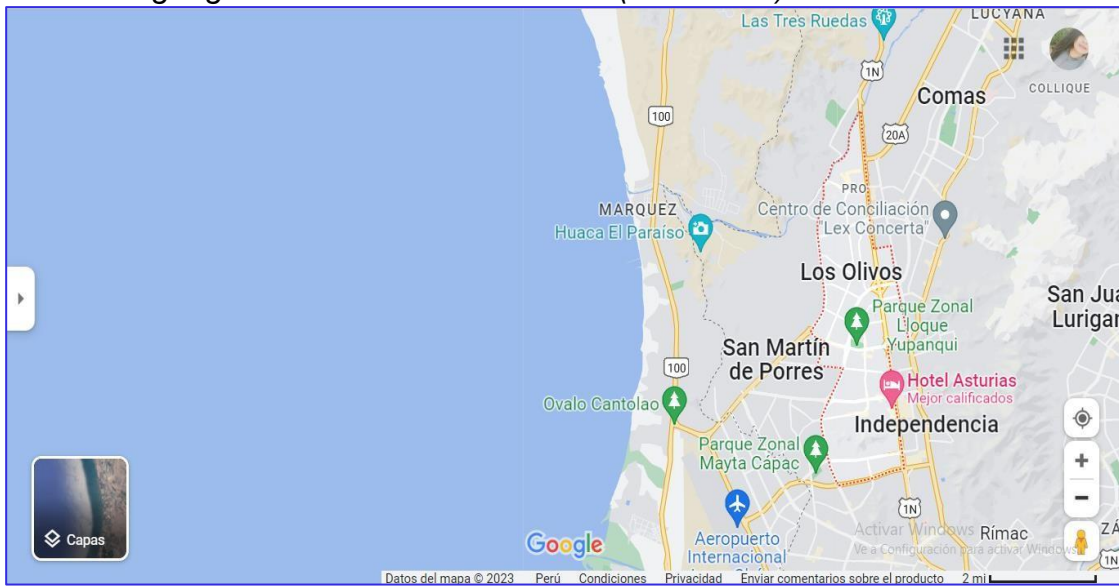 Las Tres Ruedas
LUCYANA
1N
COLLIQUE
Comas
100
20A
PRO
MARQUEZ
Centro de Conciliación
"Lex Concerta"
Huaca El Paraíso
Los Olivos
San Jua
Lurigan
Parque Zonal
Lloque
Yupanqui
San Martín
de Porres
100
Hotel Asturias
Mejor calificados
Ovalo Cantolao
Independencia
Parque Zonal
Mayta Cápac
1N
Capas
Google
Aeropuerto
Internacional
Activar Windows
Rímac
Ve a Configuración para activar Windows
1N
Datos del mapa © 2023 Perú Condiciones Privacidad Enviar comentarios sobre el producto 2 mi